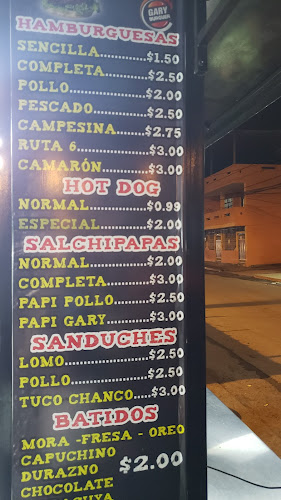 GARY
HAMBURGUESAS
SENCILLA...............$1.50
COMPLETA............$2.50
POLLO..................$2.00
PESCADO..............$2.50
CAMPESINA.........$2.75
RUTA 6................$3.00
CAMARÓN............$3.00
HOT DOG
NORMAL.............$0.99
ESPECIAL............$2.00
SALCHIPAPAS
NORMAL.............$2.00
COMPLETA..........$3.00
PAPI POLLO........$2.50
PAPI GARY..........$3.00
SANDUCHES
LOMO..................$2.50
POLLO.................$2.50
TUCO CHANCO.....$3.00
BATIDOS
MORA -FRESA - OREO
CAPUCHINO
DURAZNO $2.00
CHOCOLATE